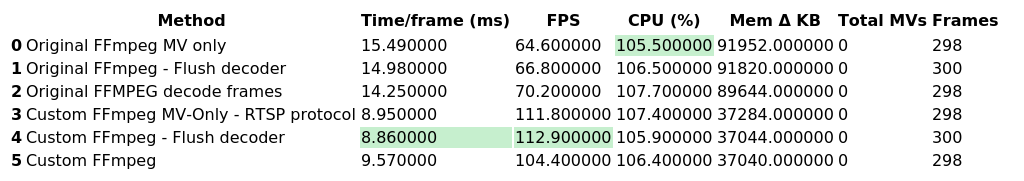 Method Time/frame (ms) FPS CPU (%) Mem Δ KB Total MVs Frames
0 Original FFmpeg MV only 15.490000 64.600000 105.500000 91952.000000 0 298
1 Original FFmpeg - Flush decoder 14.980000 66.800000 106.500000 91820.000000 0 300
2 Original FFMPEG decode frames 14.250000 70.200000 107.700000 89644.000000 0 298
3 Custom FFmpeg MV-Only - RTSP protocol 8.950000 111.800000 107.400000 37284.000000 0 298
4 Custom FFmpeg - Flush decoder 8.860000 112.900000 105.900000 37044.000000 0 300
5 Custom FFmpeg 9.570000 104.400000 106.400000 37040.000000 0 298